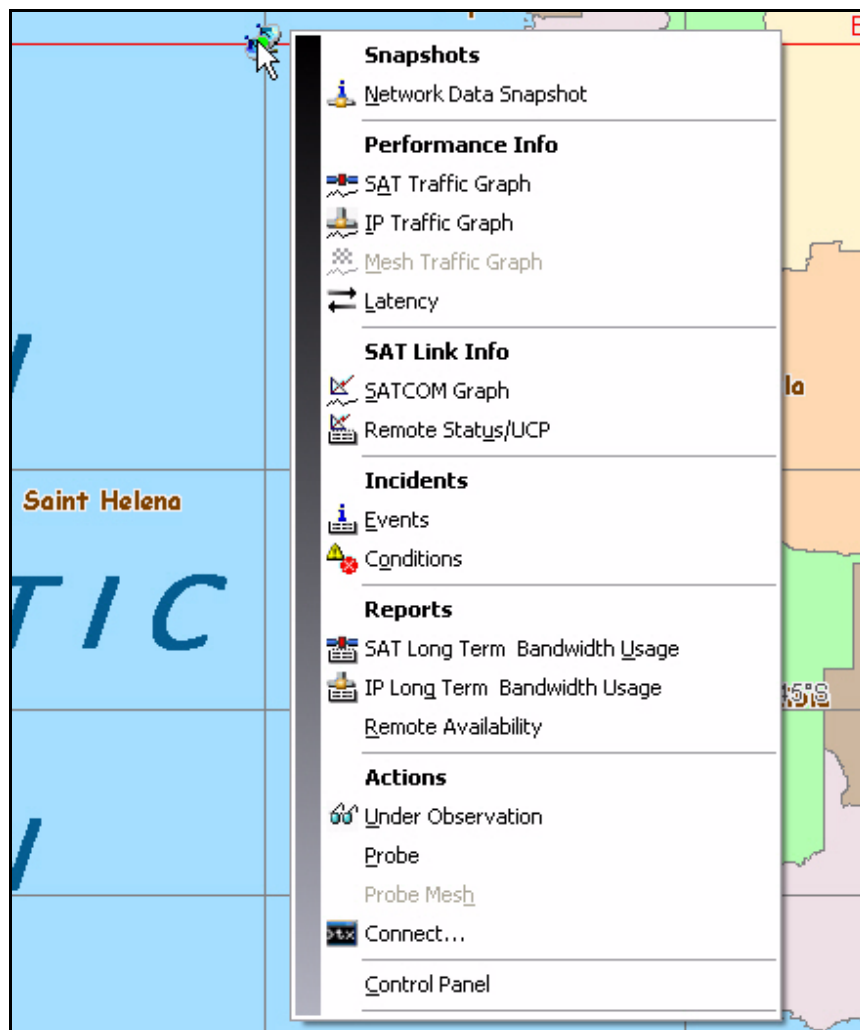 E
Snapshots
Network Data Snapshot
Performance Info
SAT Traffic Graph
IP Traffic Graph
Mesh Traffic Graph
Latency
SAT Link Info
SATCOM Graph
la
Remote Status/UCP
Incidents
Saint Helena
Events
Conditions
TIC
Reports
SAT Long Term  Bandwidth Usage
IP Long Term  Bandwidth Usage
Remote Availability
Actions
Under Observation
Probe
Probe Mesh
Connect...
Control Panel